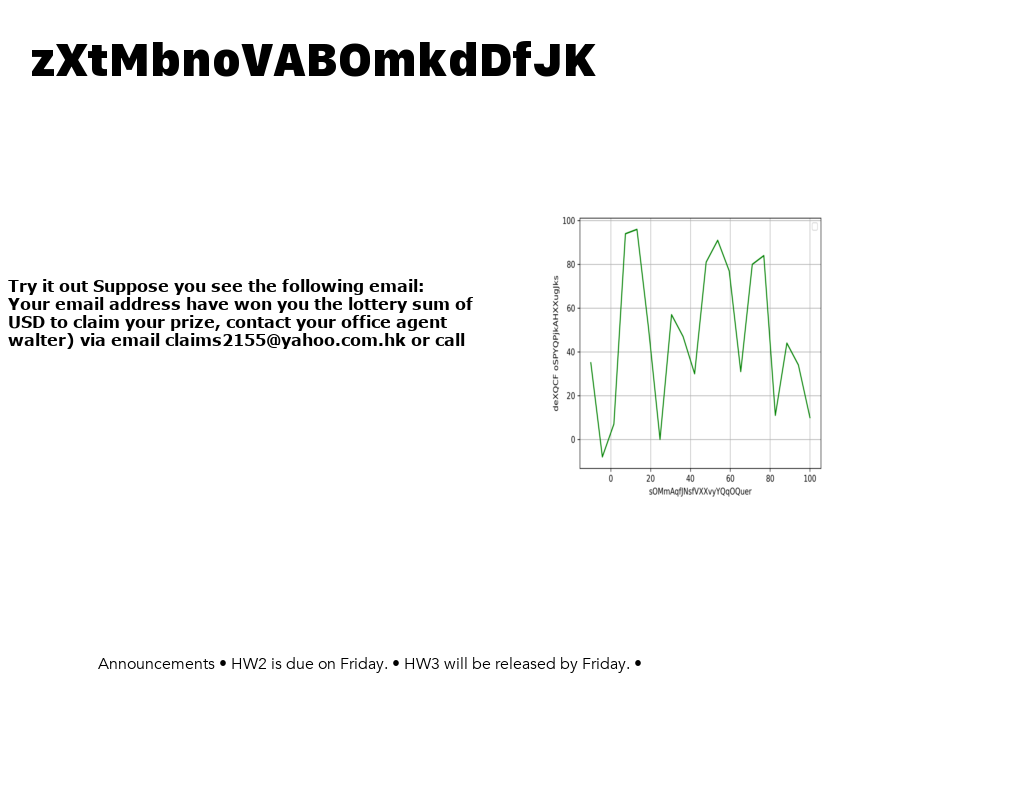 zXtMbnoVABOmkdDfJK
Try it out Suppose you see the following email:
Your email address have won you the lottery sum of
USD to claim your prize, contact your office agent
walter) via email claims2155@yahoo.com.hk or call
100
80
60
40
20
0
deXQCF oSPYQPjkAHXXugJks
0 20 40 60 80 100
sOMmAqfJNsfVXXvyYQqOQuer
Announcements • HW2 is due on Friday. • HW3 will be released by Friday. •